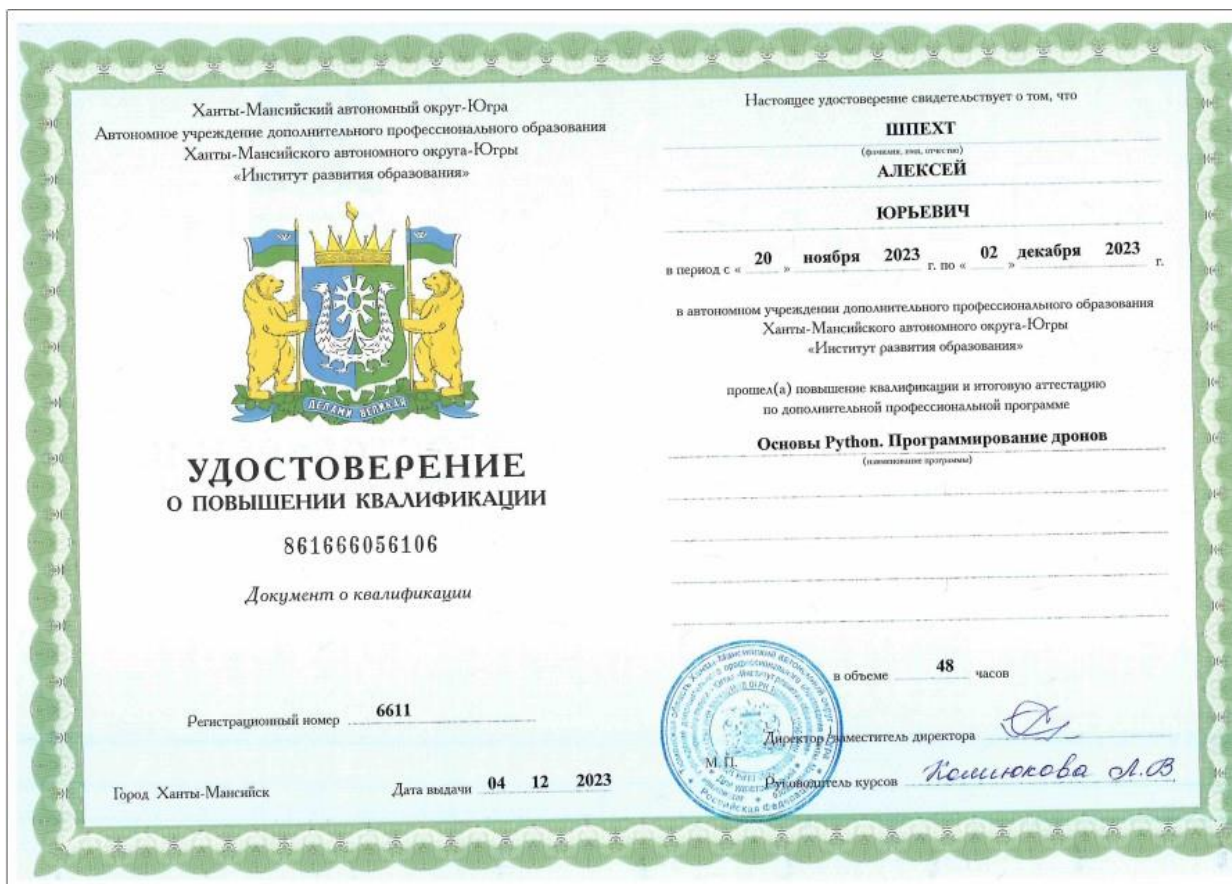 Ханты-Мансийский автономный округ-Югра
Автономное учреждение дополнительного профессионального образования
Ханты-Мансийского автономного округа-Югры
«Институт развития образования»
ДЕЛАМИ ВЕЛИКАЯ
УДОСТОВЕРЕНИЕ
О ПОВЫШЕНИИ КВАЛИФИКАЦИИ
861666056106
Документ о квалификации
Регистрационный номер 6611
Город Ханты-Мансийск Дата выдачи 04 12 2023
Настоящее удостоверение свидетельствует о том, что
ШПЕХТ
(фамилия, имя, отчество)
АЛЕКСЕЙ
ЮРЬЕВИЧ
в период с « 20 » ноября 2023 г. по « 02 » декабря 2023 г.
в автономном учреждении дополнительного профессионального образования
Ханты-Мансийского автономного округа-Югры
«Институт развития образования»
прошел(а) повышение квалификации и итоговую аттестацию
по дополнительной профессиональной программе
Основы Python. Программирование дронов
(наименование программы)
в объеме 48 часов
Директор/заместитель директора
М. П.
Руководитель курсов Л.В
Российская Федерация